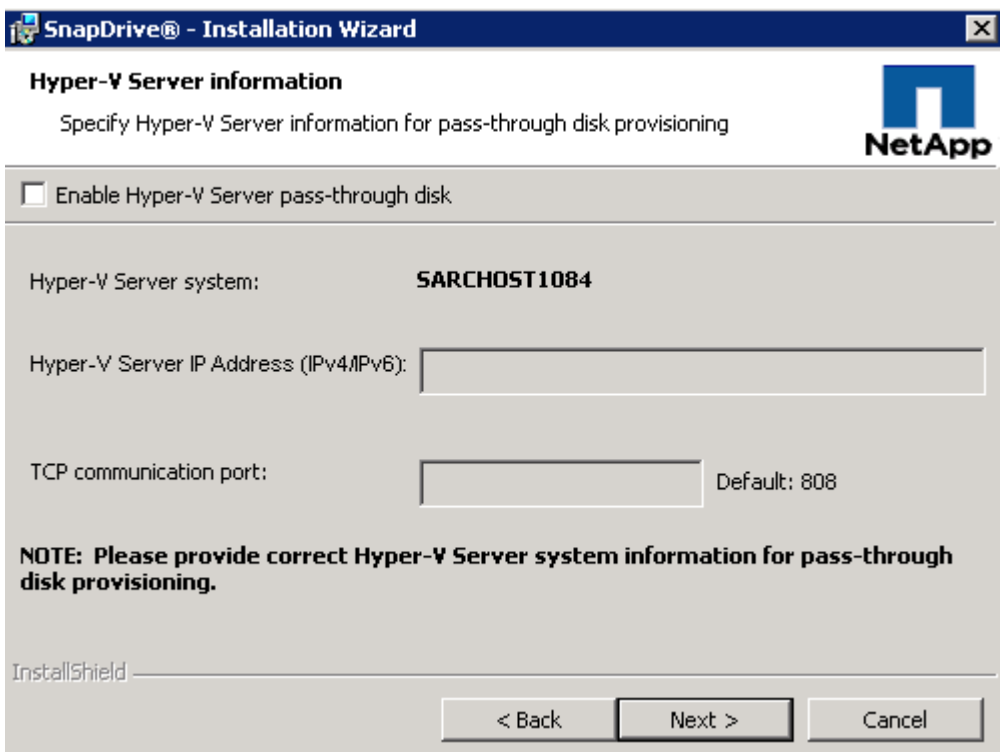 SnapDrive® - Installation Wizard
Hyper-V Server information
Specify Hyper-V Server information for pass-through disk provisioning
NetApp
Enable Hyper-V Server pass-through disk
Hyper-V Server system: SARCHOST1084
Hyper-V Server IP Address (IPv4/IPv6):
TCP communication port: Default: 808
NOTE: Please provide correct Hyper-V Server system information for pass-through
disk provisioning.
InstallShield
< Back Next > Cancel